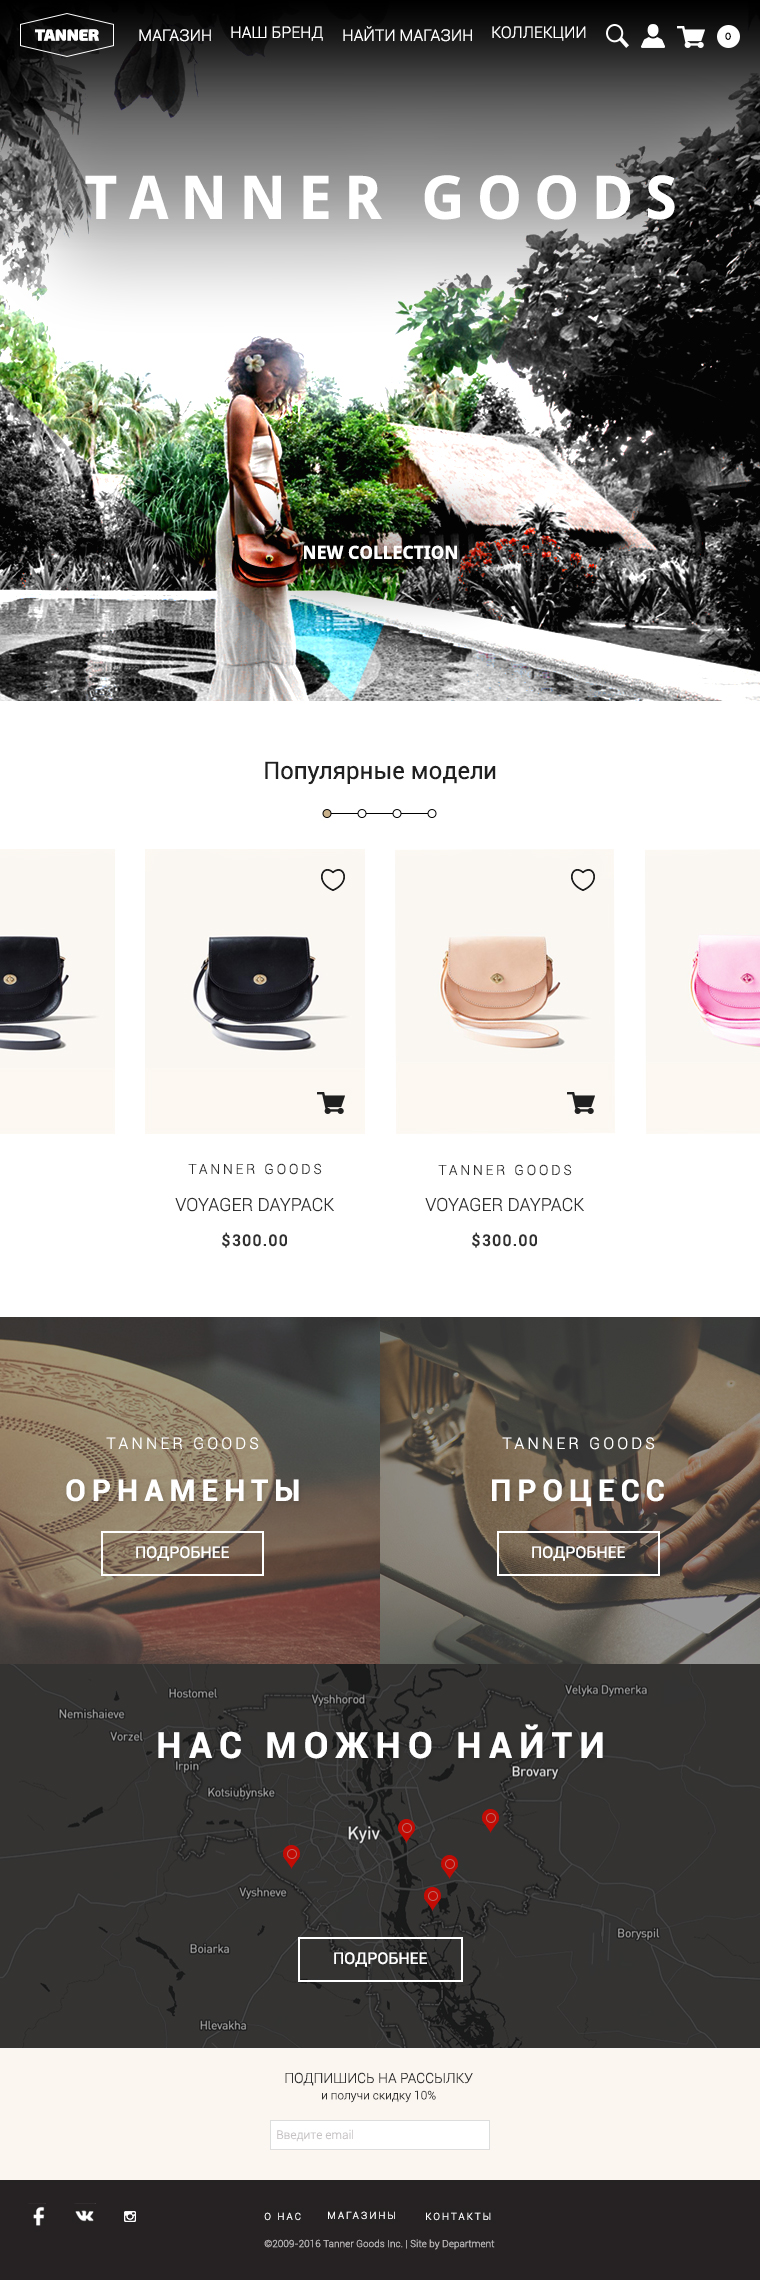 TANNER
МАГАЗИН
НАШ БРЕНД
НАЙТИ МАГАЗИН
КОЛЛЕКЦИИ
0
TANNER GOODS
NEW COLLECTION
Популярные модели
TANNER GOODS
VOYAGER DAYPACK
$300.00
TANNER GOODS
VOYAGER DAYPACK
$300.00
TANNER GOODS
ОРНАМЕНТЫ
ПОДРОБНЕЕ
TANNER GOODS
ПРОЦЕСС
ПОДРОБНЕЕ
Hostomel
Vyshhorod
Velyka Dymerka
Nemishaieve
Vorzel
НАС МОЖНО НАЙТИ
Irpin
Brovary
Kotsiubynske
Kyiv
Vyshneve
Boryspil
Boiarka
ПОДРОБНЕЕ
Hlevakha
ПОДПИШИСЬ НА РАССЫЛКУ
и получи скидку 10%
Введите email
О НАС
МАГАЗИНЫ
КОНТАКТЫ
©2009-2016 Tanner Goods Inc. | Site by Department